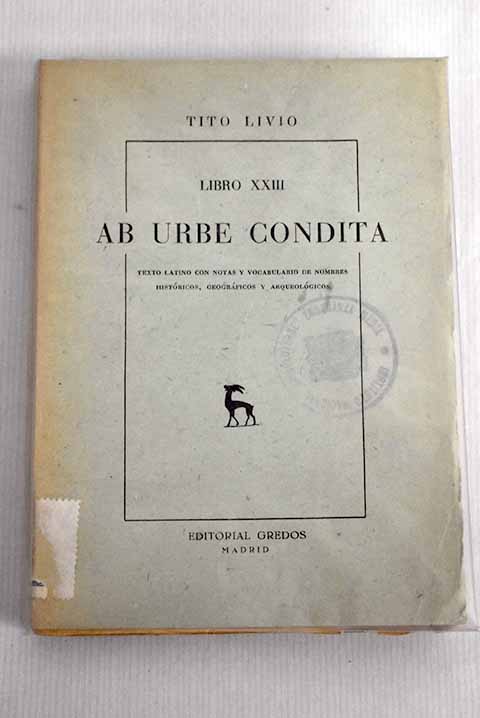 TITO LIVIO
LIBRO XXIII
AB URBE CONDITA
TEXTO LATINO CON NOTAS Y VOCABULARIO DE NOMBRES
HISTÓRICOS, GEOGRÁFICOS Y ARQUEOLÓGICOS
EDITORIAL GREDOS
MADRID